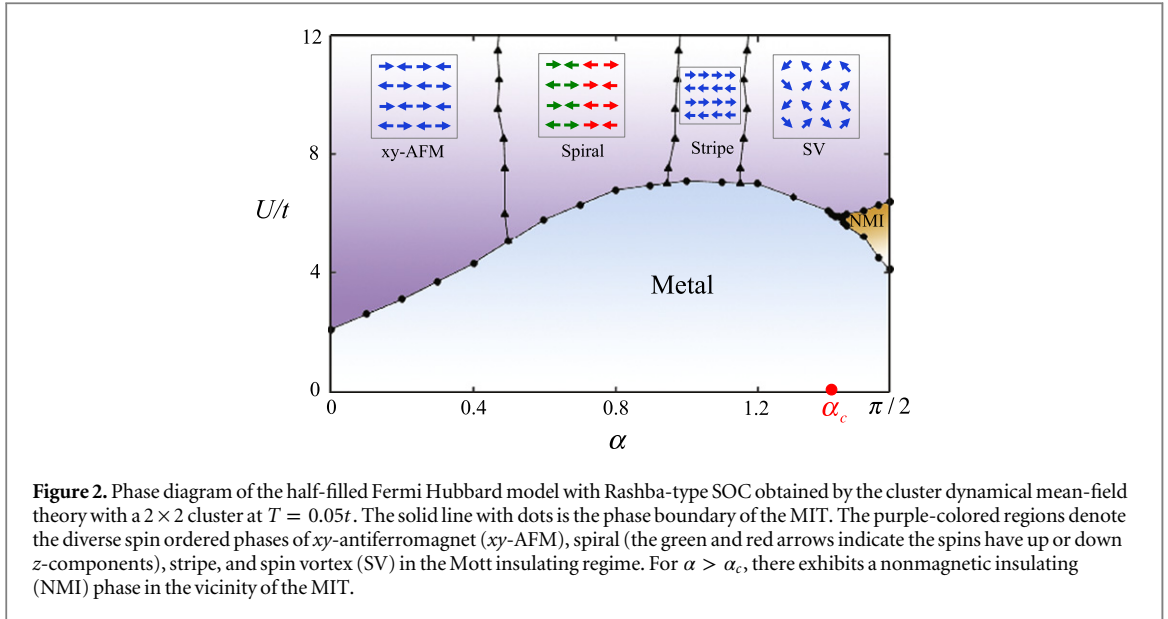 12
xy-AFM
Spiral
Stripe
SV
8
U/t
NMI
4
Metal
0
0
0.4
0.8
1.2
αc
π / 2
α
Figure 2. Phase diagram of the half-filled Fermi Hubbard model with Rashba-type SOC obtained by the cluster dynamical mean-field
theory with a 2 × 2 cluster at T = 0.05t. The solid line with dots is the phase boundary of the MIT. The purple-colored regions denote
the diverse spin ordered phases of xy-antiferromagnet (xy-AFM), spiral (the green and red arrows indicate the spins have up or down
z-components), stripe, and spin vortex (SV) in the Mott insulating regime. For α > αc, there exhibits a nonmagnetic insulating
(NMI) phase in the vicinity of the MIT.